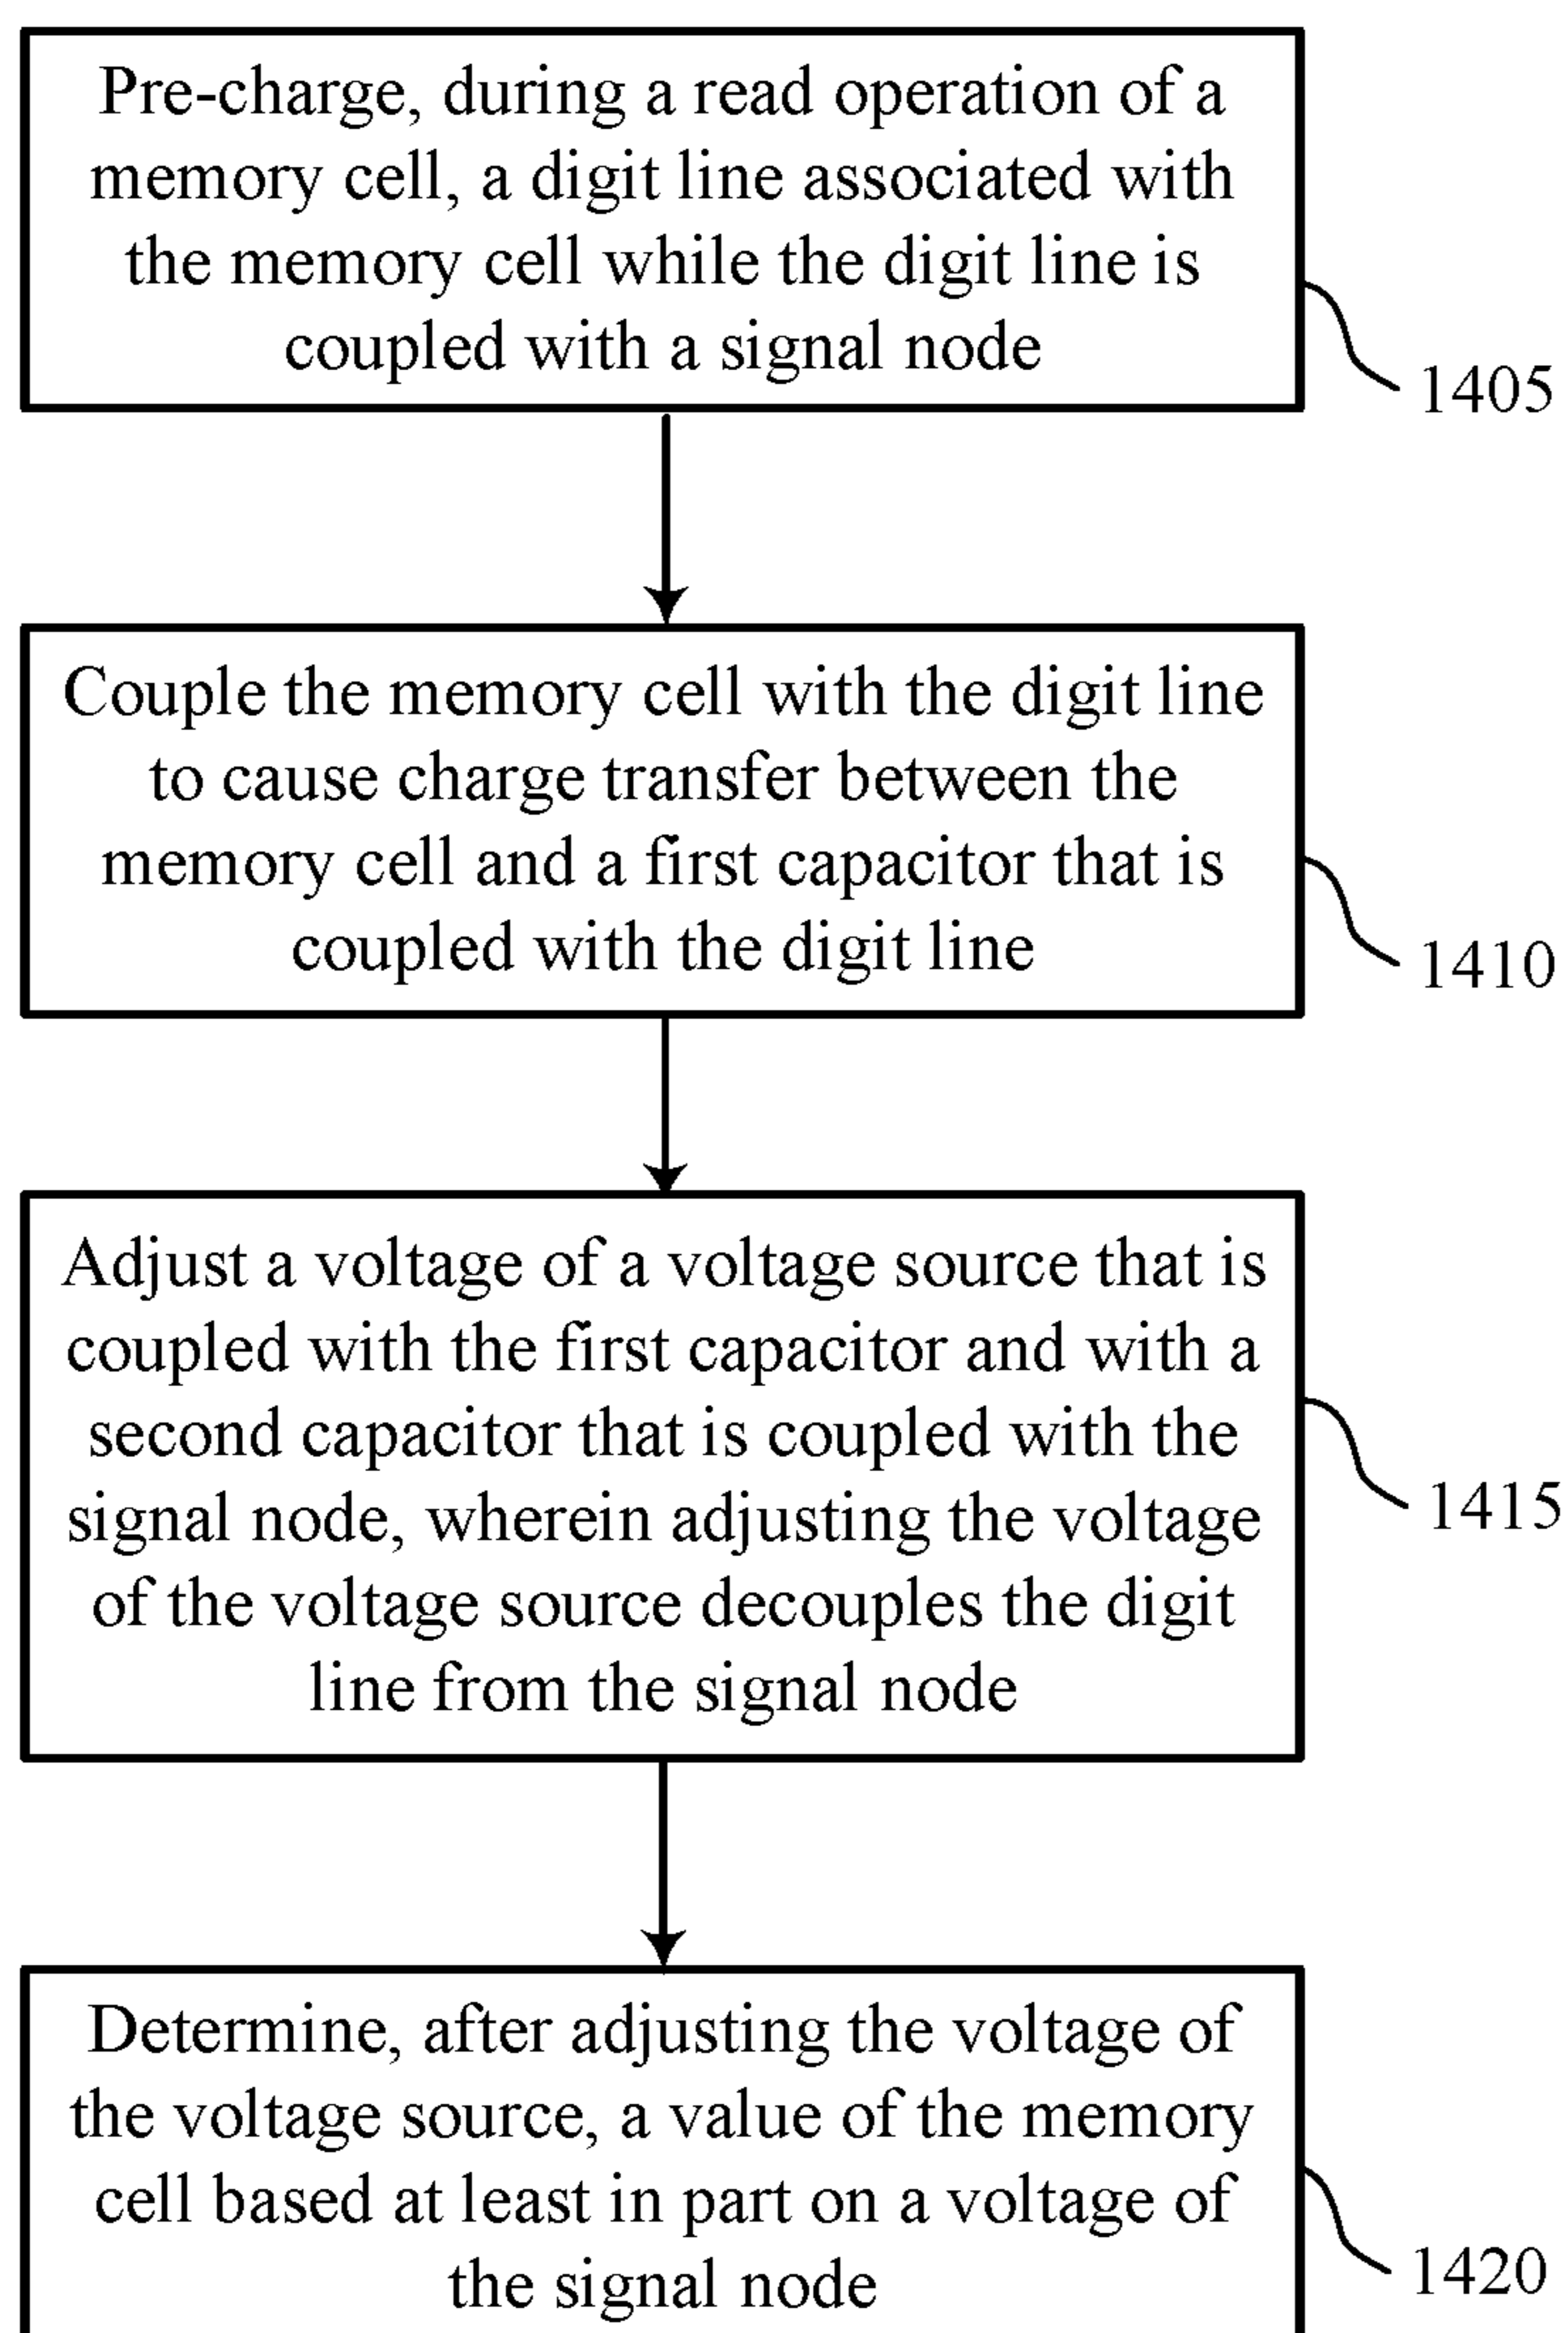 Pre-charge, during a read operation of a
memory cell, a digit line associated with
the memory cell while the digit line is
coupled with a signal node
1405
Couple the memory cell with the digit line
to cause charge transfer between the
memory cell and a first capacitor that is
coupled with the digit line
1410
Adjust a voltage of a voltage source that is
coupled with the first capacitor and with a
second capacitor that is coupled with the
signal node, wherein adjusting the voltage
of the voltage source decouples the digit
line from the signal node
1415
Determine, after adjusting the voltage of
the voltage source, a value of the memory
cell based at least in part on a voltage of
the signal node
1420